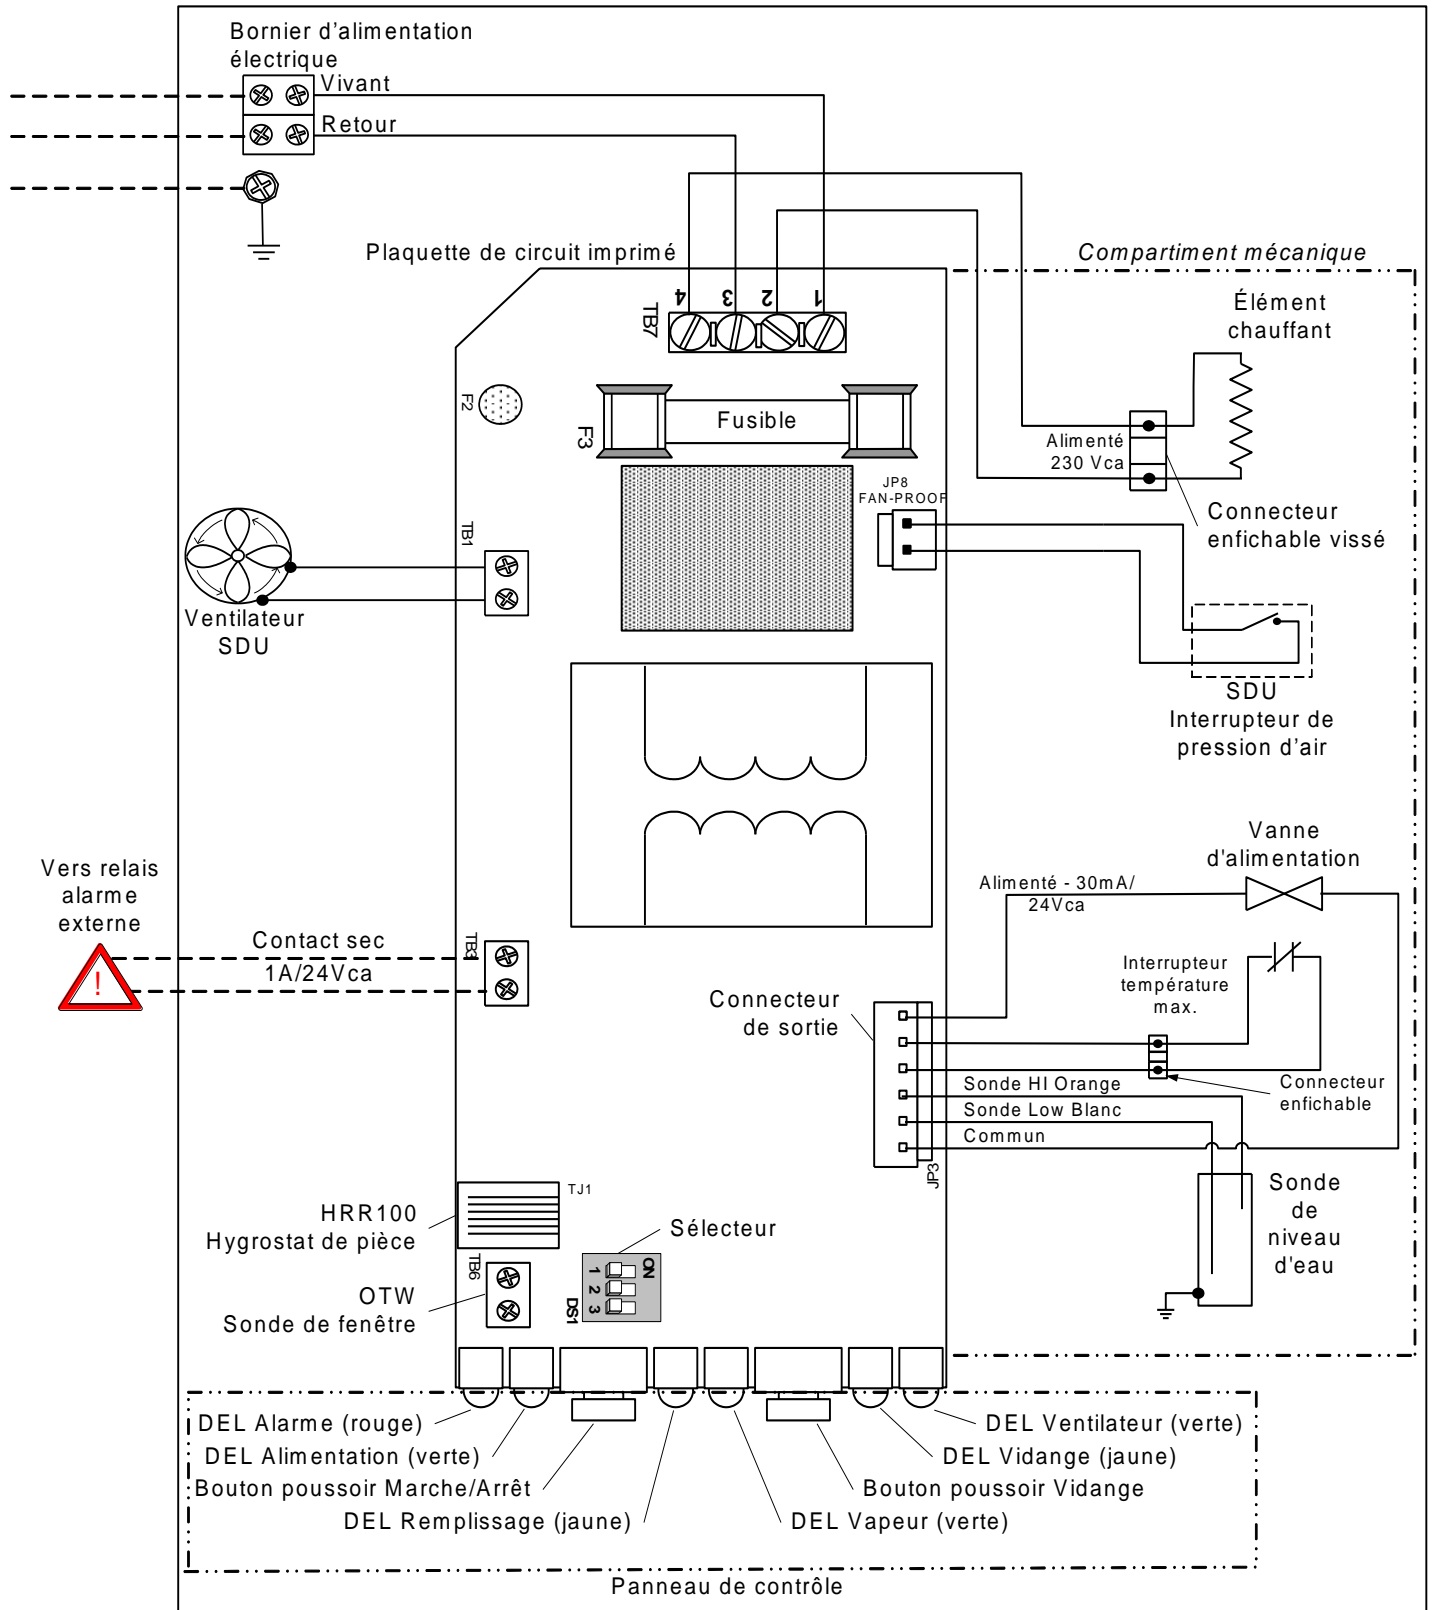 Bornier d'alimentation
électrique
Vivant
Retour
Plaquette de circuit imprimé
Compartiment mécanique
4 3 2 1
TB7
Élément
chauffant
F2
F3
Fusible
Alimenté
230 Vca
JP8
FAN-PROOF
Connecteur
enfichable vissé
TB1
Ventilateur
SDU
SDU
Interrupteur de
pression d'air
Vanne
d'alimentation
Vers relais
alarme
externe
!
Contact sec
1A/24Vca
TB3
Alimenté - 30mA/
24Vca
Interrupteur
température
max.
Connecteur
de sortie
Sonde HI Orange
Sonde Low Blanc
Commun
Connecteur
enfichable
JP3
TJ1
HRR100
Hygrostat de pièce
Sélecteur
Sonde
de
niveau
d'eau
TB6
OTW
Sonde de fenêtre
ON
1
2
3
DS1
DEL Alarme (rouge)
DEL Ventilateur (verte)
DEL Alimentation (verte)
DEL Vidange (jaune)
Bouton poussoir Marche/Arrêt
Bouton poussoir Vidange
DEL Remplissage (jaune)
DEL Vapeur (verte)
Panneau de contrôle